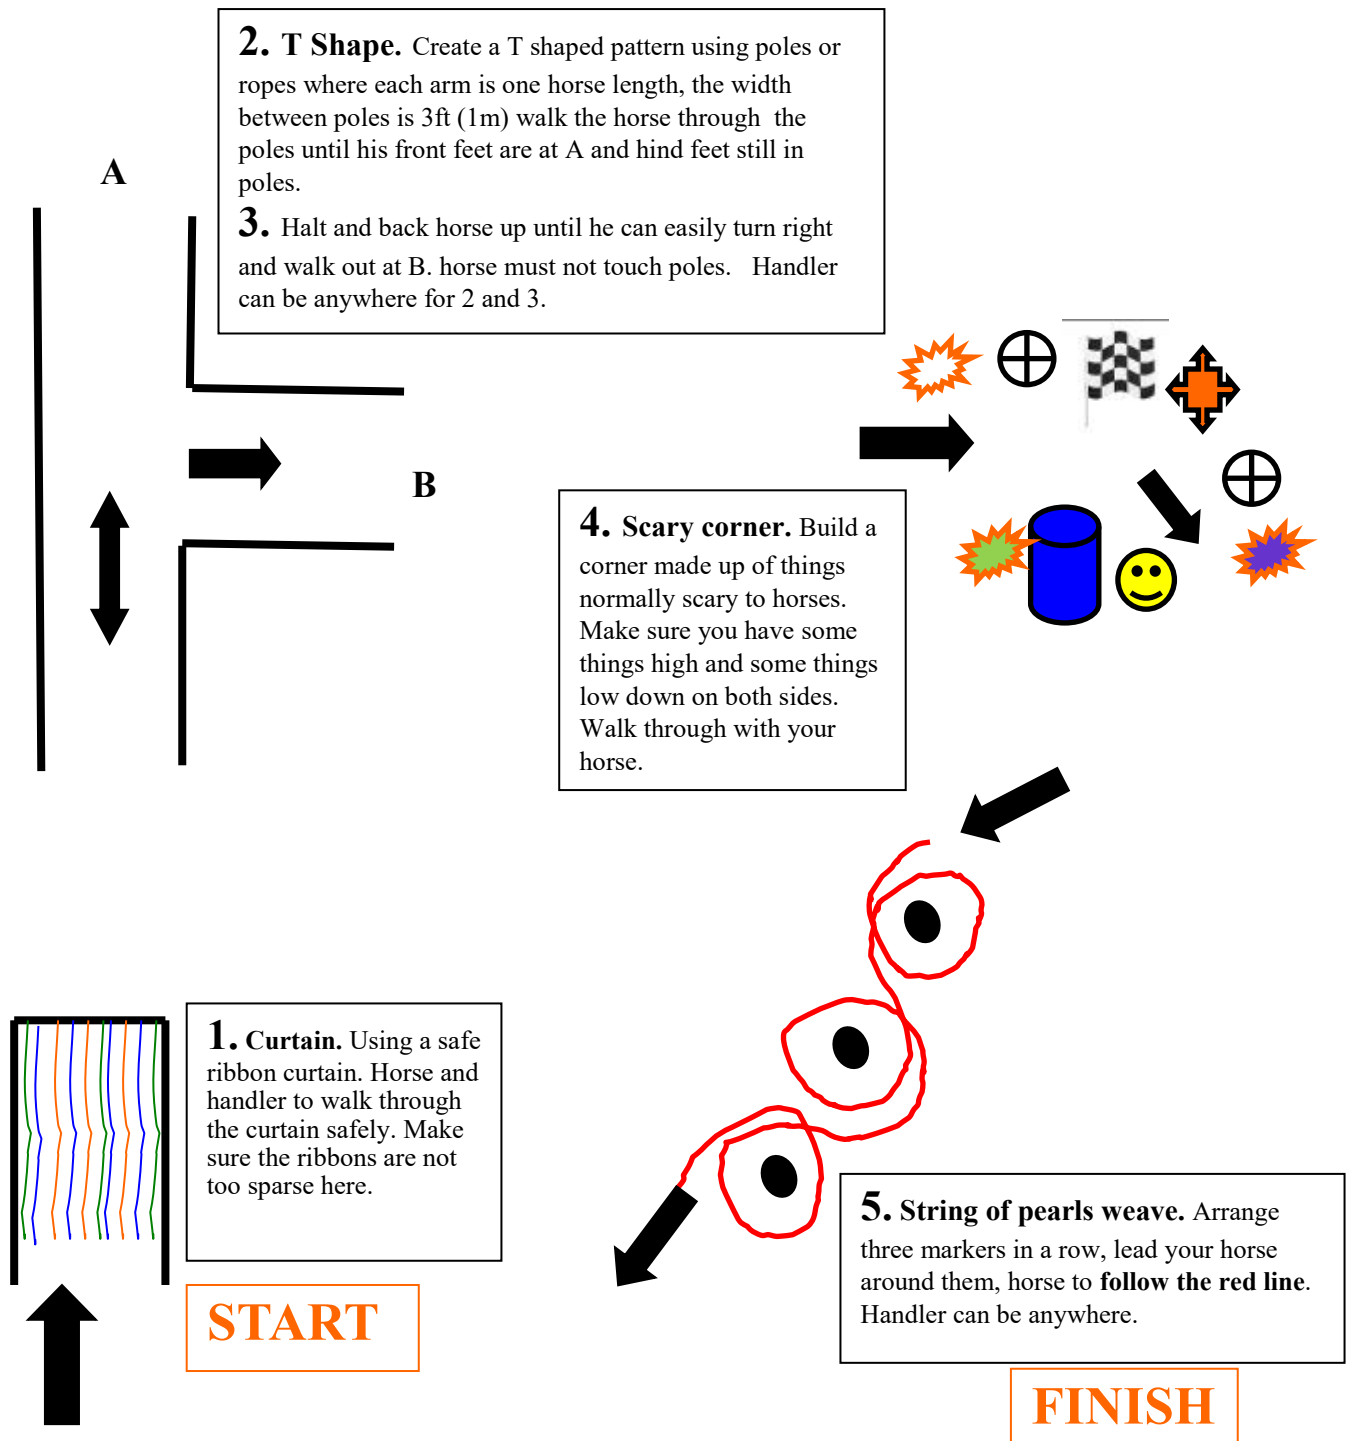 2. T Shape. Create a T shaped pattern using poles or
ropes where each arm is one horse length, the width
between poles is 3ft (1m) walk the horse through the
poles until his front feet are at A and hind feet still in
poles.
3. Halt and back horse up until he can easily turn right
and walk out at B. horse must not touch poles. Handler
can be anywhere for 2 and 3.
A
B
4. Scary corner. Build a
corner made up of things
normally scary to horses.
Make sure you have some
things high and some things
low down on both sides.
Walk through with your
horse.
1. Curtain. Using a safe
ribbon curtain. Horse and
handler to walk through
the curtain safely. Make
sure the ribbons are not
too sparse here.
START
5. String of pearls weave. Arrange
three markers in a row, lead your horse
around them, horse to follow the red line.
Handler can be anywhere.
FINISH